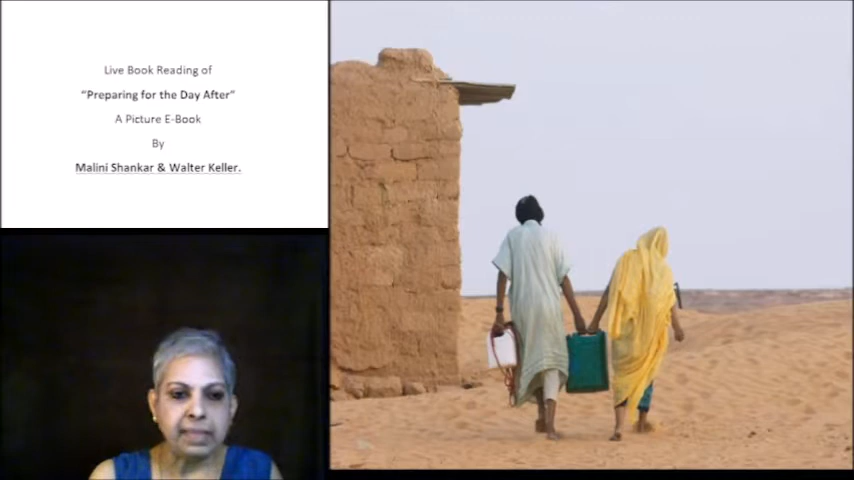 Live Book Reading of
“Preparing for the Day After”
A Picture E-Book
By
Malini Shankar & Walter Keller.